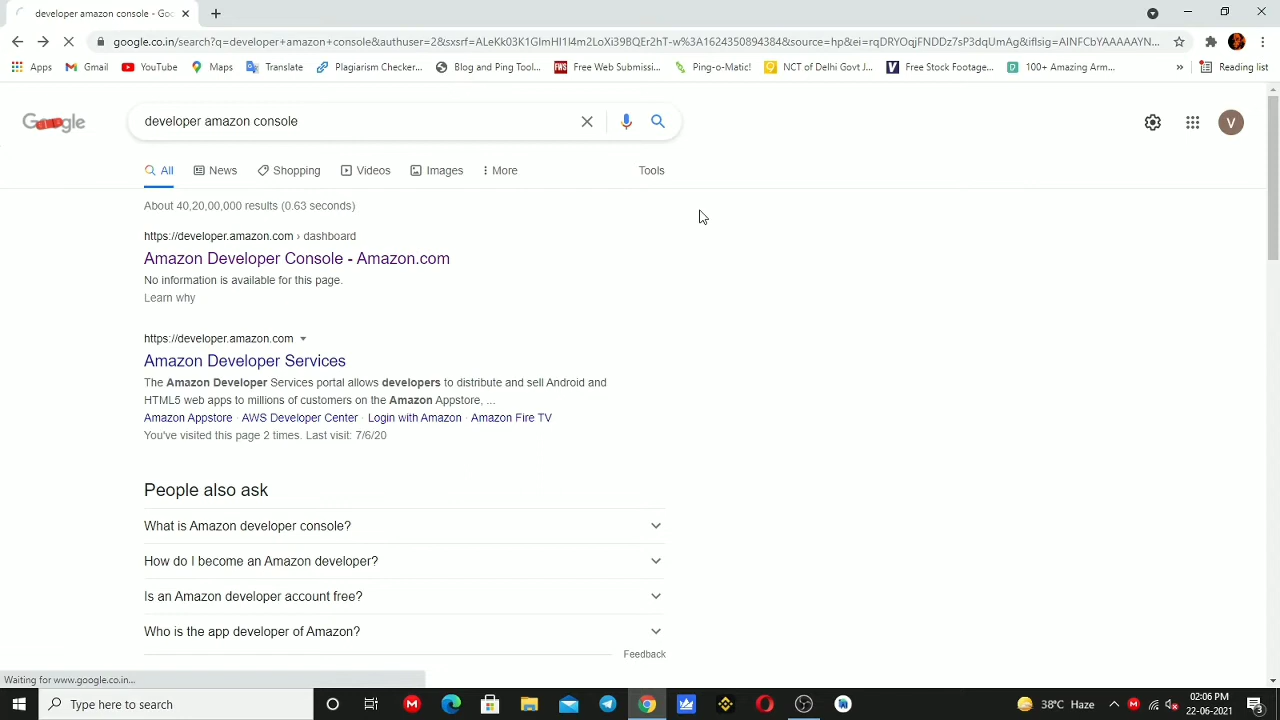 developer amazon console - Goo
google.co.in/search?q=developer+amazon+console&authuser=2&sxsrf=ALeKk03K1GmHI1I4m2LoXi39BQEr2hT-w%3A1624350894384&source=hp&ei=rqDRYOqjFNDDz7sP3dqUmAg&iflsig=AINFCbYAAAAAYN...
Apps Gmail YouTube Maps Translate Plagiarism Checker... Blog and Ping Tool... FWS Free Web Submissi... Ping-o-Matic! NCT of Delhi Govt J... Free Stock Footage... 100+ Amazing Arm... » Reading list
Google
developer amazon console
V
All News Shopping Videos Images More Tools
About 40,20,00,000 results (0.63 seconds)
https://developer.amazon.com › dashboard
Amazon Developer Console - Amazon.com
No information is available for this page.
Learn why
https://developer.amazon.com
Amazon Developer Services
The Amazon Developer Services portal allows developers to distribute and sell Android and
HTML5 web apps to millions of customers on the Amazon Appstore, ...
Amazon Appstore · AWS Developer Center · Login with Amazon · Amazon Fire TV
You've visited this page 2 times. Last visit: 7/6/20
People also ask
What is Amazon developer console?
How do I become an Amazon developer?
Is an Amazon developer account free?
Who is the app developer of Amazon?
Feedback
Waiting for www.google.co.in...
Type here to search
38°C Haze
02:06 PM
22-06-2021
3